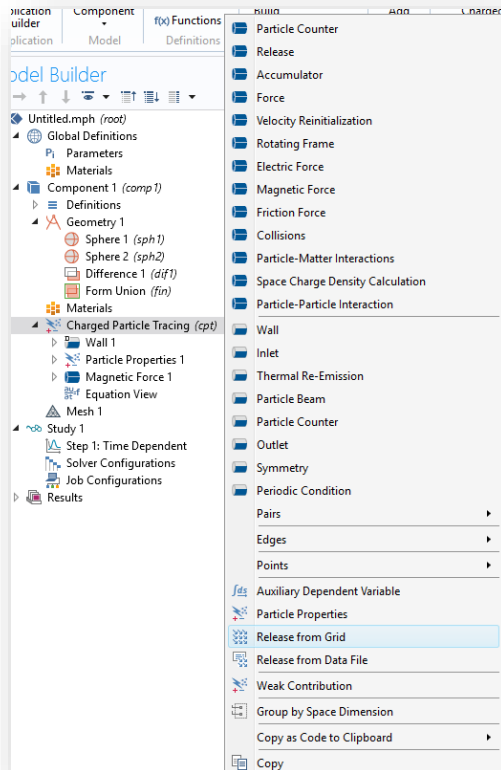 Component
f(x) Functions
Build
Add
Model
Definitions
Model Builder
Untitled.mph (root)
Global Definitions
Pi Parameters
Materials
Component 1 (comp1)
Definitions
Geometry 1
Sphere 1 (sph1)
Sphere 2 (sph2)
Difference 1 (dif1)
Form Union (fin)
Materials
Charged Particle Tracing (cpt)
Wall 1
Particle Properties 1
Magnetic Force 1
Equation View
Mesh 1
Study 1
Step 1: Time Dependent
Solver Configurations
Job Configurations
Results
Particle Counter
Release
Accumulator
Force
Velocity Reinitialization
Rotating Frame
Electric Force
Magnetic Force
Friction Force
Collisions
Particle-Matter Interactions
Space Charge Density Calculation
Particle-Particle Interaction
Wall
Inlet
Thermal Re-Emission
Particle Beam
Particle Counter
Outlet
Symmetry
Periodic Condition
Pairs
Edges
Points
Auxiliary Dependent Variable
Particle Properties
Release from Grid
Release from Data File
Weak Contribution
Group by Space Dimension
Copy as Code to Clipboard
Copy